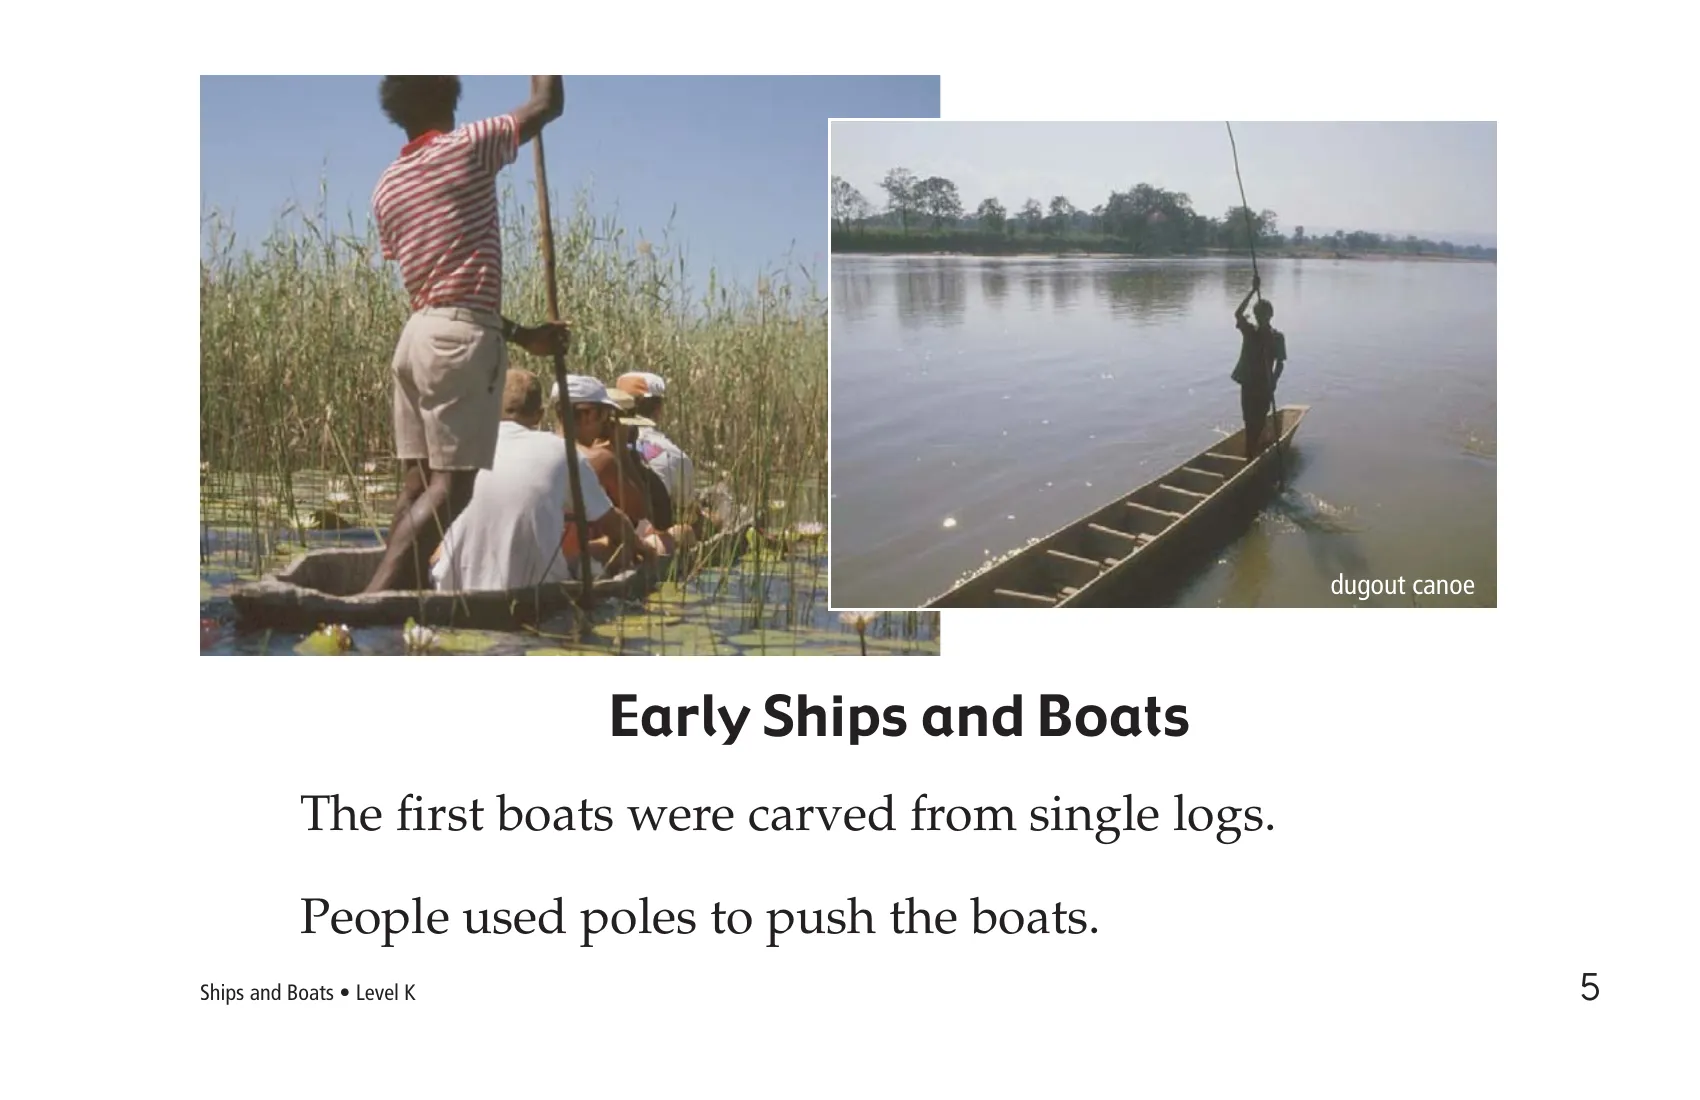 dugout canoe
Early Ships and Boats
The first boats were carved from single logs.
People used poles to push the boats.
Ships and Boats • Level K
5